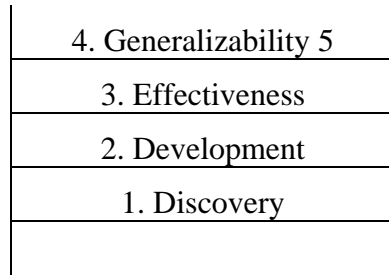 4. Generalizability 5
3. Effectiveness
2. Development
1. Discovery